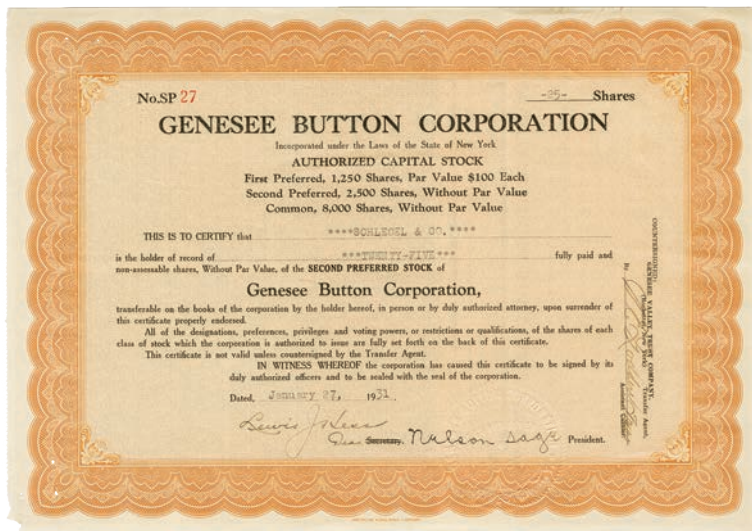 No.SP 27 -25- Shares
GENESEE BUTTON CORPORATION
Incorporated under the Laws of the State of New York
AUTHORIZED CAPITAL STOCK
First Preferred, 1,250 Shares, Par Value $100 Each
Second Preferred, 2,500 Shares, Without Par Value
Common, 8,000 Shares, Without Par Value
THIS IS TO CERTIFY that ****SCHLEGEL & CO.****
is the holder of record of ***TWENTY-FIVE*** fully paid and
non-assessable shares, Without Par Value, of the SECOND PREFERRED STOCK of
Genesee Button Corporation,
transferable on the books of the corporation by the holder hereof, in person or by duly authorized attorney, upon surrender of
this certificate properly endorsed.
All of the designations, preferences, privileges and voting powers, or restrictions or qualifications, of the shares of each
class of stock which the corporation is authorized to issue are fully set forth on the back of this certificate.
This certificate is not valid unless countersigned by the Transfer Agent.
IN WITNESS WHEREOF the corporation has caused this certificate to be signed by its
duly authorized officers and to be sealed with the seal of the corporation.
Dated, January 27, 1931.
Lewis J Hess
Secretary. Nelson Sage President.
COUNTERSIGNED:
GENESEE VALLEY TRUST COMPANY,
(Rochester, New York)
Transfer Agent,
By
Assistant